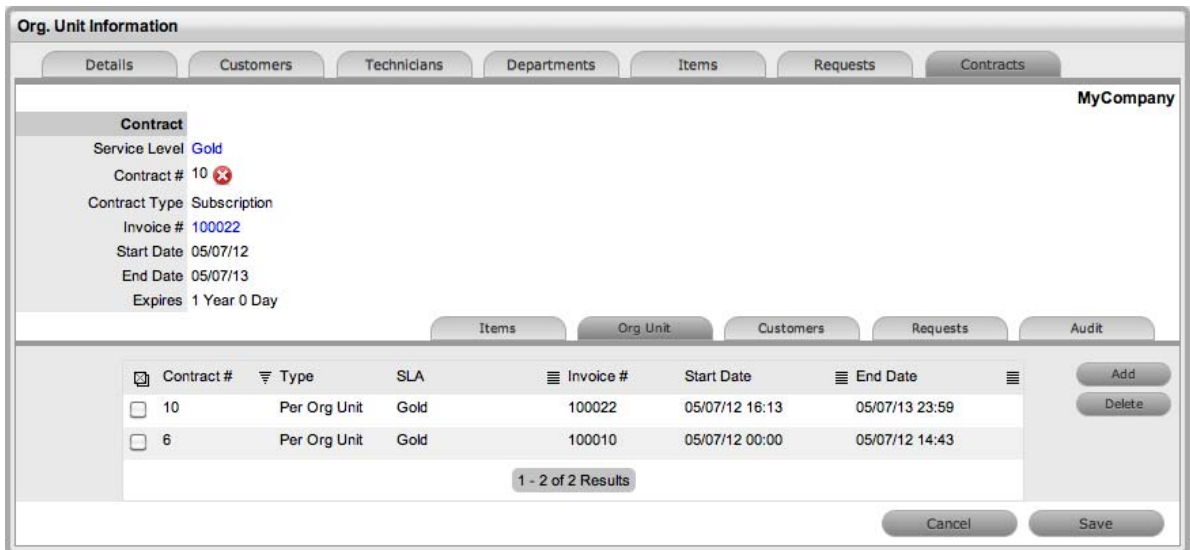 Org. Unit Information
Details Customers Technicians Departments Items Requests Contracts
MyCompany
Contract
Service Level Gold
Contract # 10
Contract Type Subscription
Invoice # 100022
Start Date 05/07/12
End Date 05/07/13
Expires 1 Year 0 Day
Items Org Unit Customers Requests Audit
Contract # Type SLA Invoice # Start Date End Date Add
10 Per Org Unit Gold 100022 05/07/12 16:13 05/07/13 23:59 Delete
6 Per Org Unit Gold 100010 05/07/12 00:00 05/07/12 14:43
1 - 2 of 2 Results
Cancel Save